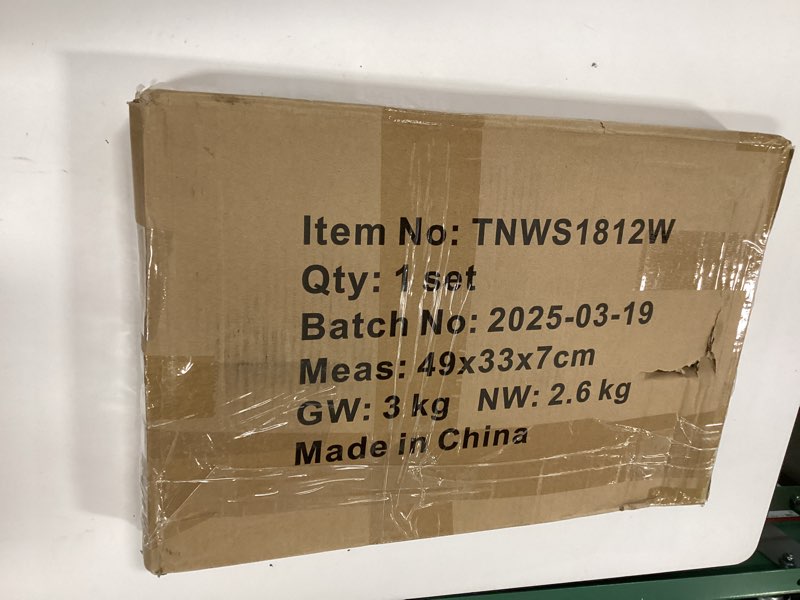 Item No: TNWS1812W
Qty: 1 set
Batch No: 2025-03-19
Meas: 49x33x7cm
GW: 3 kg NW: 2.6 kg
Made in China